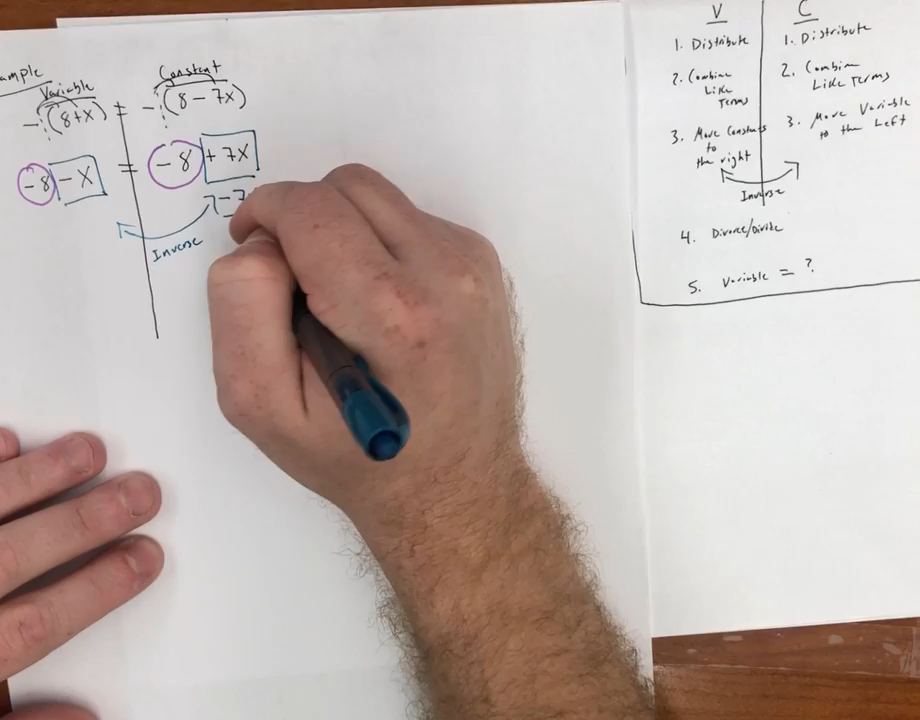 ample
Variable Constant
-(8+x) = -(8-7x)
-8 -x = -8 +7x
Inverse
V C
1. Distribute 1. Distribute
2. Combine Like Terms 2. Combine Like Terms
3. Move Constants to the right 3. Move Variable to the Left
Inverse
4. Divorce/Divide
5. Variable = ?